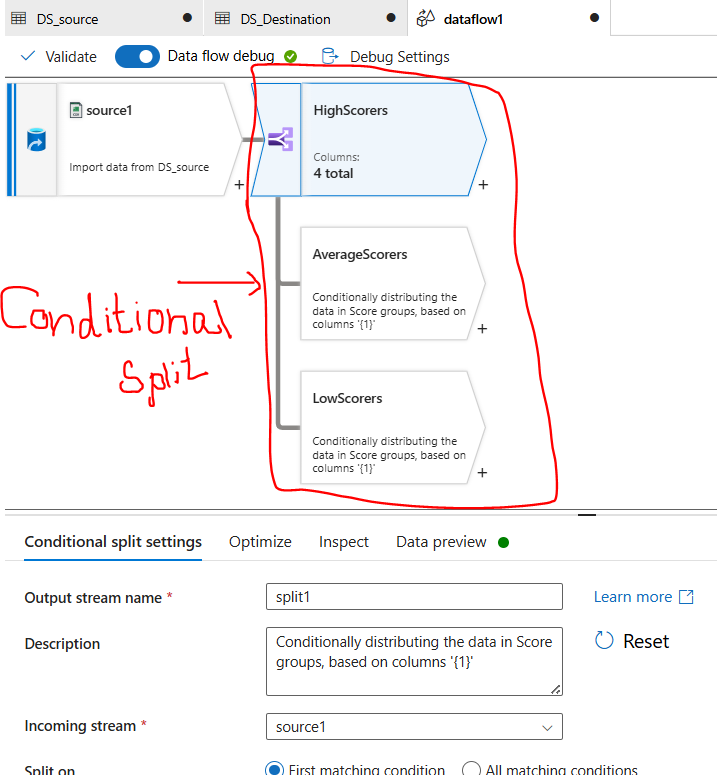 DS_source
DS_Destination
dataflow1
Validate
Data flow debug
Debug Settings
source1
Import data from DS_source
+
HighScorers
Columns:
4 total
+
AverageScorers
Conditionally distributing the
data in Score groups, based on
columns '{1}'
+
Conditional
Split
LowScorers
Conditionally distributing the
data in Score groups, based on
columns '{1}'
+
Conditional split settings
Optimize
Inspect
Data preview
Output stream name *
split1
Learn more
Description
Conditionally distributing the data in Score
groups, based on columns '{1}'
Reset
Incoming stream *
source1
Split on
First matching condition
All matching conditions